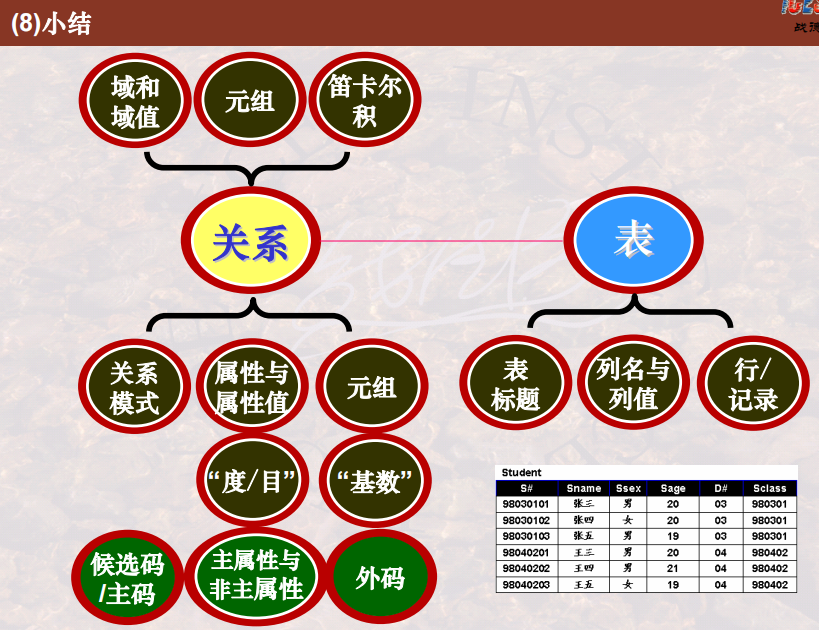 (8)小结
战德
域和
域值
元组
笛卡尔
积
关系
表
关系
模式
属性与
属性值
元组
表
标题
列名与
列值
行/
记录
“度/目”
“基数”
候选码
/主码
主属性与
非主属性
外码
Student
S# Sname Ssex Sage D# Sclass
98030101 张三 男 20 03 980301
98030102 张四 女 20 03 980301
98030103 张五 男 19 03 980301
98040201 王三 男 20 04 980402
98040202 王四 男 21 04 980402
98040203 王五 女 19 04 980402